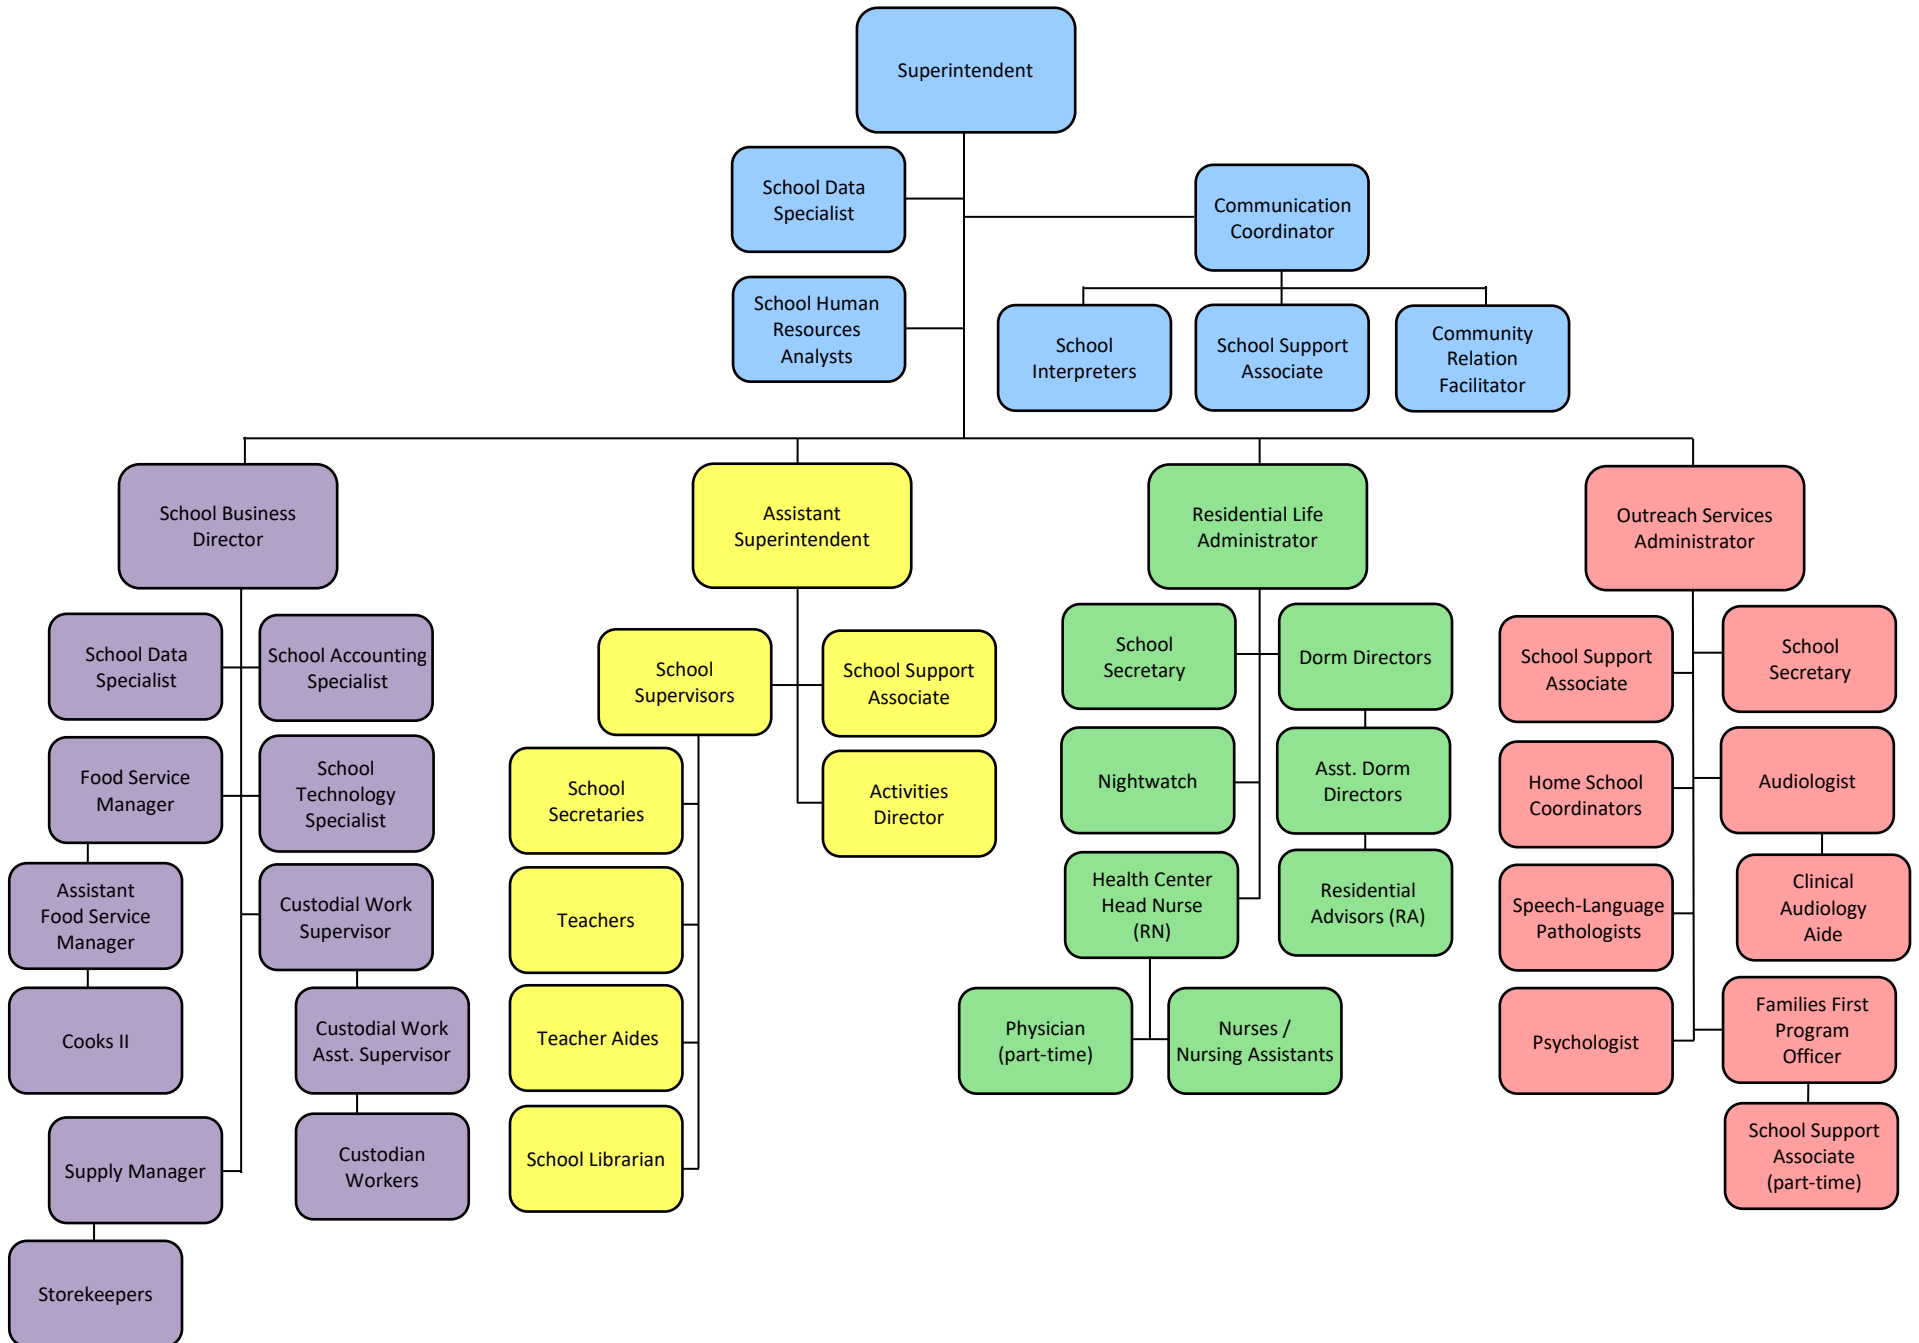 Superintendent
School Data
Specialist
Communication
Coordinator
School Human
Resources
Analysts
School
Interpreters
School Support
Associate
Community
Relation
Facilitator
School Business
Director
Assistant
Superintendent
Residential Life
Administrator
Outreach Services
Administrator
School Data
Specialist
School Accounting
Specialist
Food Service
Manager
School
Technology
Specialist
Assistant
Food Service
Manager
Custodial Work
Supervisor
Cooks II
Custodial Work
Asst. Supervisor
Supply Manager
Custodian
Workers
Storekeepers
School
Supervisors
School Support
Associate
School
Secretaries
Activities
Director
Teachers
Teacher Aides
School Librarian
School
Secretary
Dorm Directors
Nightwatch
Asst. Dorm
Directors
Health Center
Head Nurse
(RN)
Residential
Advisors (RA)
Physician
(part-time)
Nurses /
Nursing Assistants
School Support
Associate
School
Secretary
Home School
Coordinators
Audiologist
Speech-Language
Pathologists
Clinical
Audiology
Aide
Psychologist
Families First
Program
Officer
School Support
Associate
(part-time)